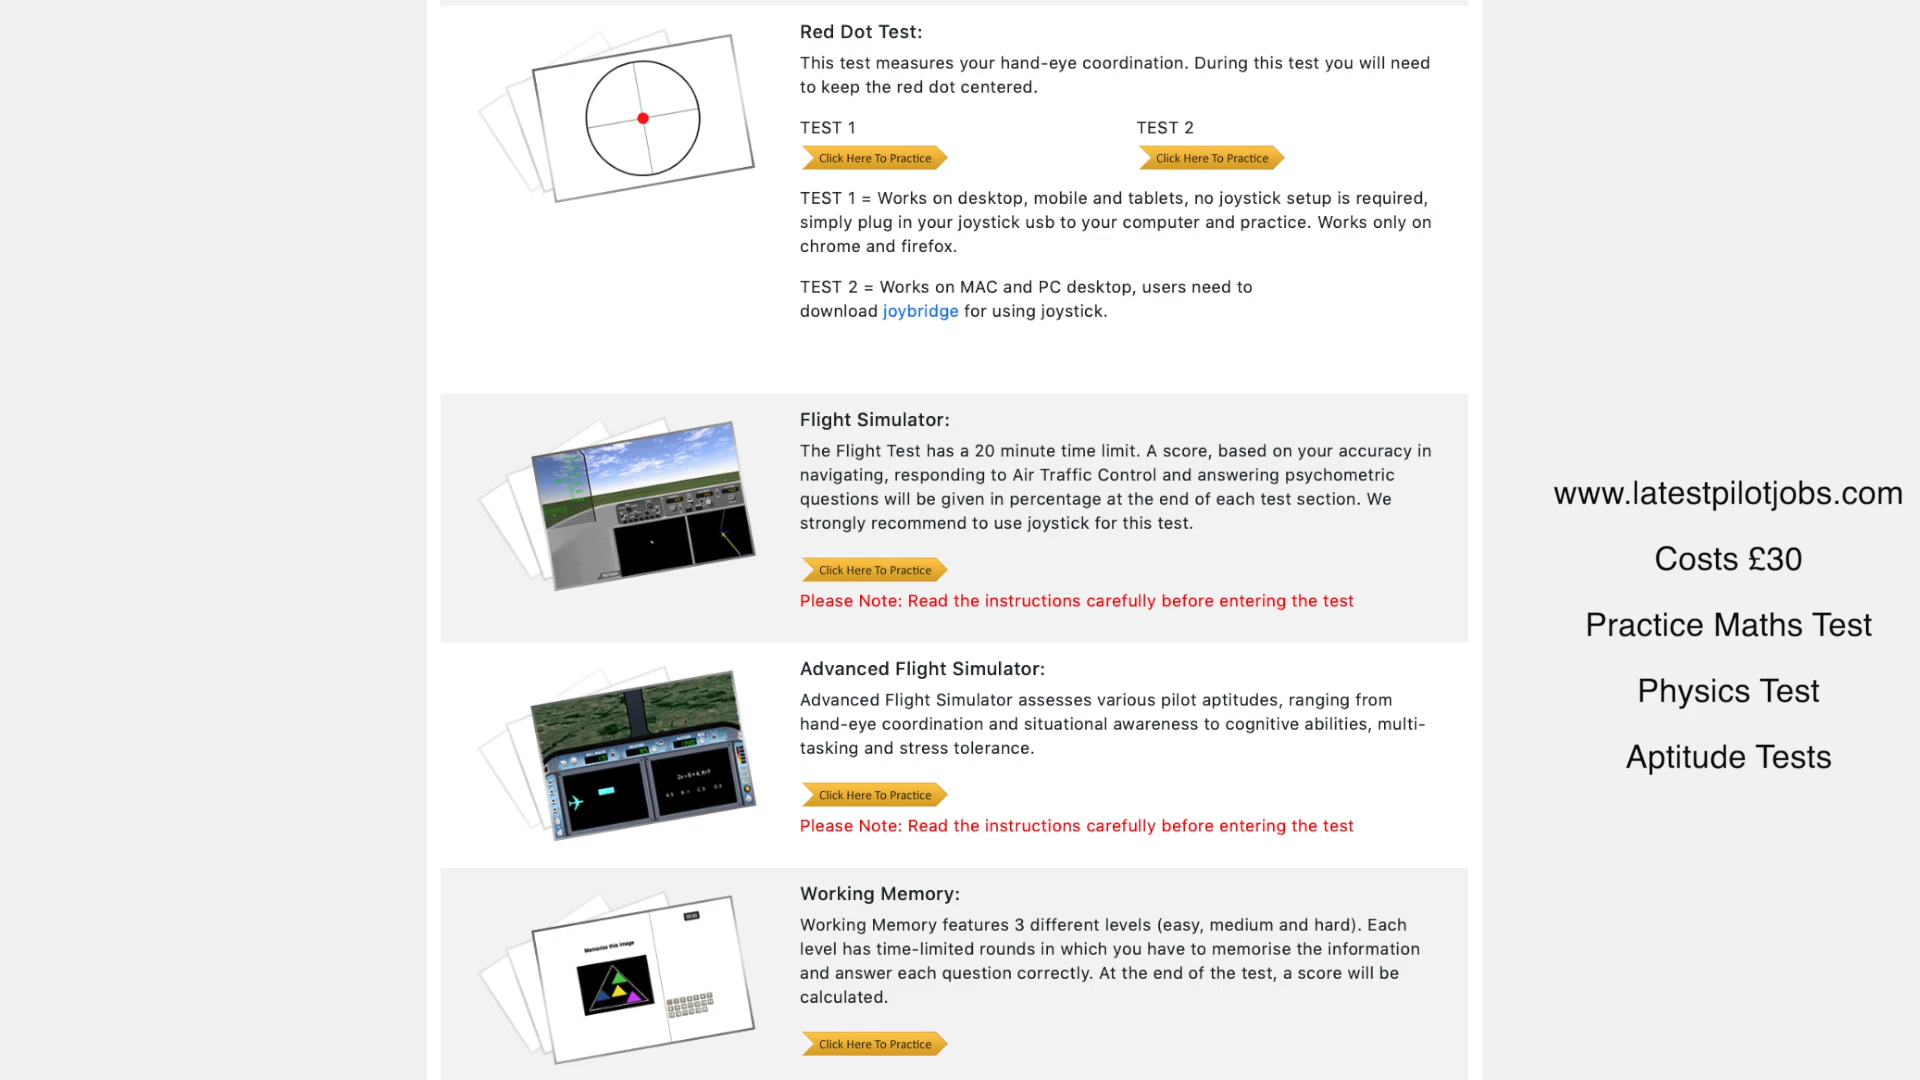 Red Dot Test:
This test measures your hand-eye coordination. During this test you will need
to keep the red dot centered.
TEST 1
TEST 2
Click Here To Practice
Click Here To Practice
TEST 1 = Works on desktop, mobile and tablets, no joystick setup is required,
simply plug in your joystick usb to your computer and practice. Works only on
chrome and firefox.
TEST 2 = Works on MAC and PC desktop, users need to
download joybridge for using joystick.
Flight Simulator:
The Flight Test has a 20 minute time limit. A score, based on your accuracy in
navigating, responding to Air Traffic Control and answering psychometric
questions will be given in percentage at the end of each test section. We
strongly recommend to use joystick for this test.
Click Here To Practice
Please Note: Read the instructions carefully before entering the test
Advanced Flight Simulator:
Advanced Flight Simulator assesses various pilot aptitudes, ranging from
hand-eye coordination and situational awareness to cognitive abilities, multi-
tasking and stress tolerance.
Click Here To Practice
Please Note: Read the instructions carefully before entering the test
Working Memory:
Working Memory features 3 different levels (easy, medium and hard). Each
level has time-limited rounds in which you have to memorise the information
and answer each question correctly. At the end of the test, a score will be
calculated.
Click Here To Practice
Memorise this image
www.latestpilotjobs.com
Costs £30
Practice Maths Test
Physics Test
Aptitude Tests